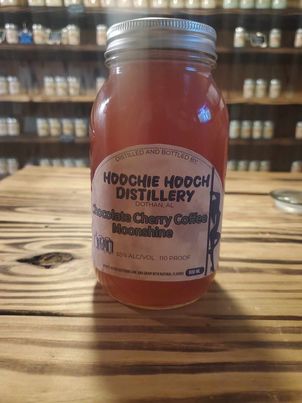 DISTILLED AND BOTTLED BY:
HOOCHIE HOOCH
DISTILLERY
DOTHAN, AL
Chocolate Cherry Coffee
Moonshine
55% ALC/VOL 110 PROOF